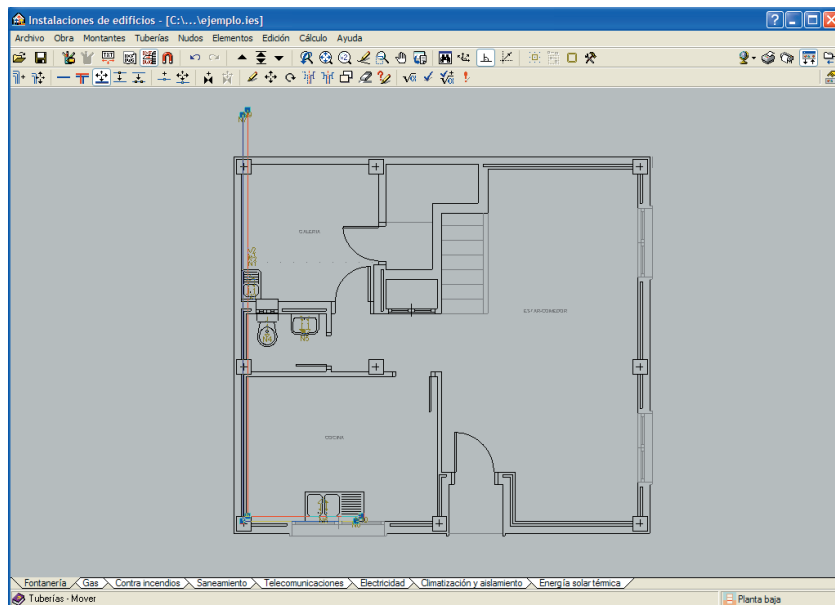 Instalaciones de edificios - [C:\...\ejemplo.ies]
Archivo Obra Montantes Tuberías Nudos Elementos Edición Cálculo Ayuda
COCINA
Fontanería Gas Contra incendios Saneamiento Telecomunicaciones Electricidad Climatización y aislamiento Energía solar térmica
Tuberías - Mover Planta baja